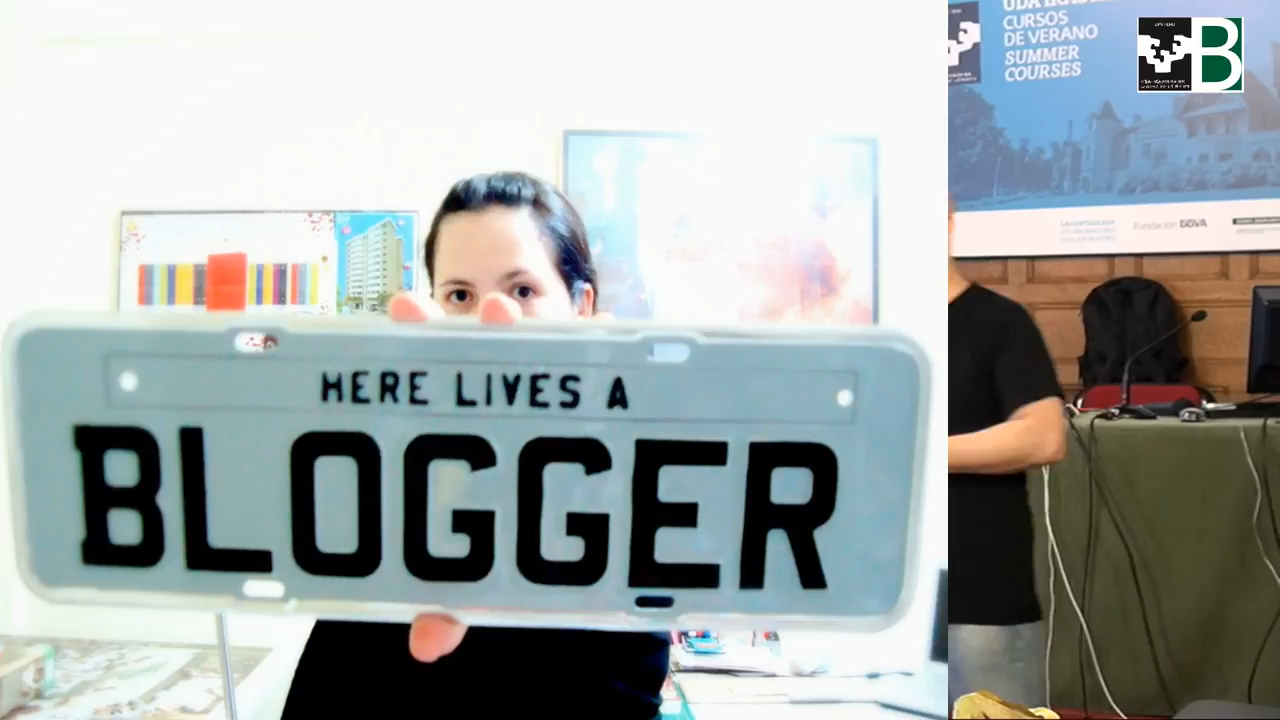 HERE LIVES A
BLOGGER
CURSOS
DE VERANO
SUMMER
COURSES
Fundación BBVA
B